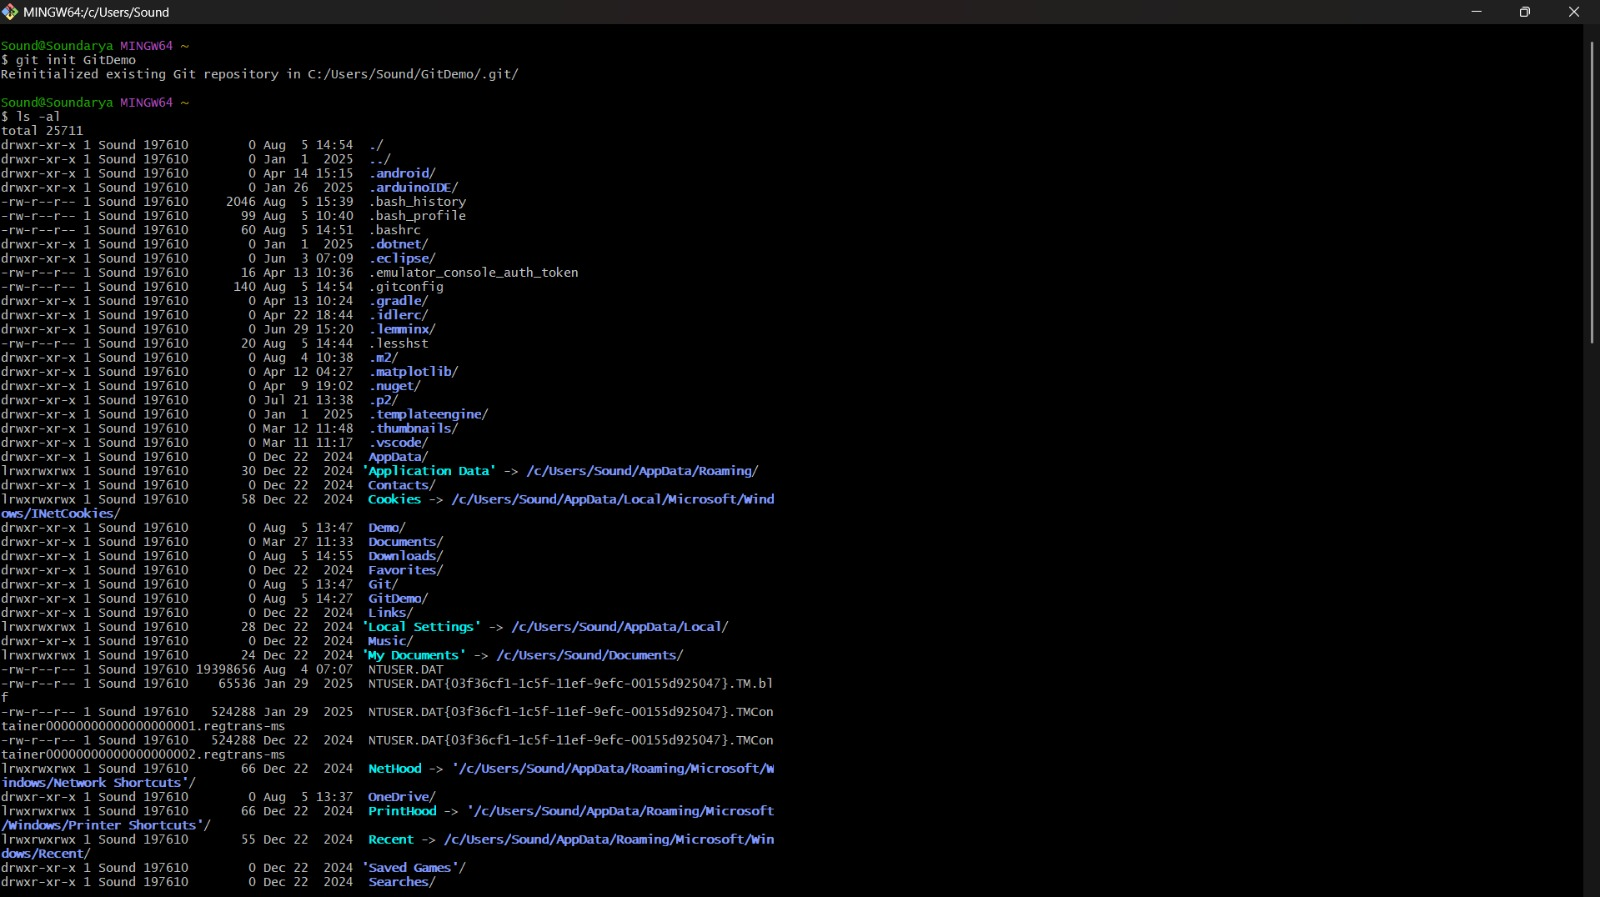 MINGW64:/c/Users/Sound
Sound@Soundarya MINGW64 ~
$ git init GitDemo
Reinitialized existing Git repository in C:/Users/Sound/GitDemo/.git/
Sound@Soundarya MINGW64 ~
$ ls -al
total 25711
drwxr-xr-x 1 Sound 197610        0 Aug  5 14:54  ./
drwxr-xr-x 1 Sound 197610        0 Jan  1  2025  ../
drwxr-xr-x 1 Sound 197610        0 Apr 14 15:15  .android/
drwxr-xr-x 1 Sound 197610        0 Jan 26  2025  .arduinoIDE/
-rw-r--r-- 1 Sound 197610     2046 Aug  5 15:39  .bash_history
-rw-r--r-- 1 Sound 197610       99 Aug  5 10:40  .bash_profile
-rw-r--r-- 1 Sound 197610       60 Aug  5 14:51  .bashrc
drwxr-xr-x 1 Sound 197610        0 Jan  1  2025  .dotnet/
drwxr-xr-x 1 Sound 197610        0 Jun  3 07:09  .eclipse/
-rw-r--r-- 1 Sound 197610       16 Apr 13 10:36  .emulator_console_auth_token
-rw-r--r-- 1 Sound 197610      140 Aug  5 14:54  .gitconfig
drwxr-xr-x 1 Sound 197610        0 Apr 13 10:24  .gradle/
drwxr-xr-x 1 Sound 197610        0 Apr 22 18:44  .idlerc/
drwxr-xr-x 1 Sound 197610        0 Jun 29 15:20  .lemminx/
-rw-r--r-- 1 Sound 197610       20 Aug  5 14:44  .lesshst
drwxr-xr-x 1 Sound 197610        0 Aug  4 10:38  .m2/
drwxr-xr-x 1 Sound 197610        0 Apr 12 04:27  .matplotlib/
drwxr-xr-x 1 Sound 197610        0 Apr  9 19:02  .nuget/
drwxr-xr-x 1 Sound 197610        0 Jul 21 13:38  .p2/
drwxr-xr-x 1 Sound 197610        0 Jan  1  2025  .templateengine/
drwxr-xr-x 1 Sound 197610        0 Mar 12 11:48  .thumbnails/
drwxr-xr-x 1 Sound 197610        0 Mar 11 11:17  .vscode/
drwxr-xr-x 1 Sound 197610        0 Dec 22  2024  AppData/
lrwxrwxrwx 1 Sound 197610       30 Dec 22  2024 'Application Data' -> /c/Users/Sound/AppData/Roaming/
drwxr-xr-x 1 Sound 197610        0 Dec 22  2024  Contacts/
lrwxrwxrwx 1 Sound 197610       58 Dec 22  2024  Cookies -> /c/Users/Sound/AppData/Local/Microsoft/Wind
ows/INetCookies/
drwxr-xr-x 1 Sound 197610        0 Aug  5 13:47  Demo/
drwxr-xr-x 1 Sound 197610        0 Mar 27 11:33  Documents/
drwxr-xr-x 1 Sound 197610        0 Aug  5 14:55  Downloads/
drwxr-xr-x 1 Sound 197610        0 Dec 22  2024  Favorites/
drwxr-xr-x 1 Sound 197610        0 Aug  5 13:47  Git/
drwxr-xr-x 1 Sound 197610        0 Aug  5 14:27  GitDemo/
drwxr-xr-x 1 Sound 197610        0 Dec 22  2024  Links/
lrwxrwxrwx 1 Sound 197610       28 Dec 22  2024 'Local Settings' -> /c/Users/Sound/AppData/Local/
drwxr-xr-x 1 Sound 197610        0 Dec 22  2024  Music/
lrwxrwxrwx 1 Sound 197610       24 Dec 22  2024 'My Documents' -> /c/Users/Sound/Documents/
-rw-r--r-- 1 Sound 197610 19398656 Aug  4 07:07  NTUSER.DAT
-rw-r--r-- 1 Sound 197610    65536 Jan 29  2025  NTUSER.DAT{03f36cf1-1c5f-11ef-9efc-00155d925047}.TM.bl
f
-rw-r--r-- 1 Sound 197610   524288 Jan 29  2025  NTUSER.DAT{03f36cf1-1c5f-11ef-9efc-00155d925047}.TMCon
tainer00000000000000000001.regtrans-ms
-rw-r--r-- 1 Sound 197610   524288 Dec 22  2024  NTUSER.DAT{03f36cf1-1c5f-11ef-9efc-00155d925047}.TMCon
tainer00000000000000000002.regtrans-ms
lrwxrwxrwx 1 Sound 197610       66 Dec 22  2024  NetHood -> '/c/Users/Sound/AppData/Roaming/Microsoft/W
indows/Network Shortcuts'/
drwxr-xr-x 1 Sound 197610        0 Aug  5 13:37  OneDrive/
lrwxrwxrwx 1 Sound 197610       66 Dec 22  2024  PrintHood -> '/c/Users/Sound/AppData/Roaming/Microsoft
/Windows/Printer Shortcuts'/
lrwxrwxrwx 1 Sound 197610       55 Dec 22  2024  Recent -> /c/Users/Sound/AppData/Roaming/Microsoft/Win
dows/Recent/
drwxr-xr-x 1 Sound 197610        0 Dec 22  2024 'Saved Games'/
drwxr-xr-x 1 Sound 197610        0 Dec 22  2024  Searches/